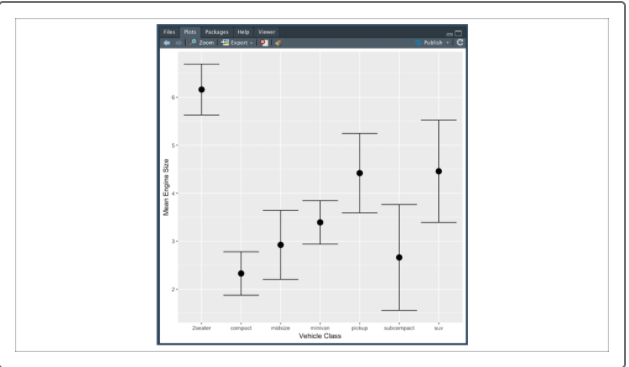 Files Plots Packages Help Viewer
Zoom Export Publish
6
5
4
3
2
Mean Engine Size
2seater compact midsize minivan pickup subcompact suv
Vehicle Class